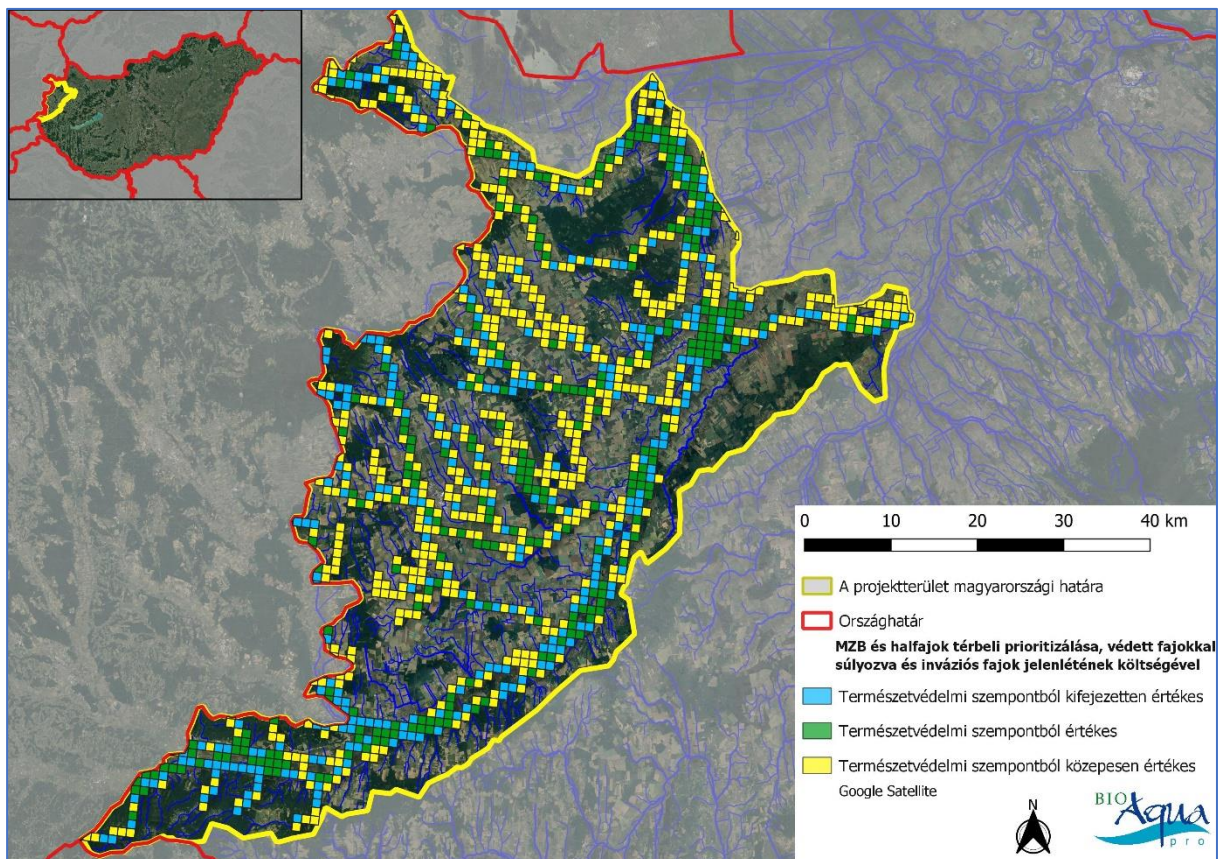 0 10 20 30 40 km
A projektterület magyarországi határa
Országhatár
MZB és halfajok térbeli prioritizálása, védett fajokkal
súlyozva és inváziós fajok jelenlétének költségével
Természetvédelmi szempontból kifejezetten értékes
Természetvédelmi szempontból értékes
Természetvédelmi szempontból közepesen értékes
Google Satellite
N
BIO
Aqua
pro